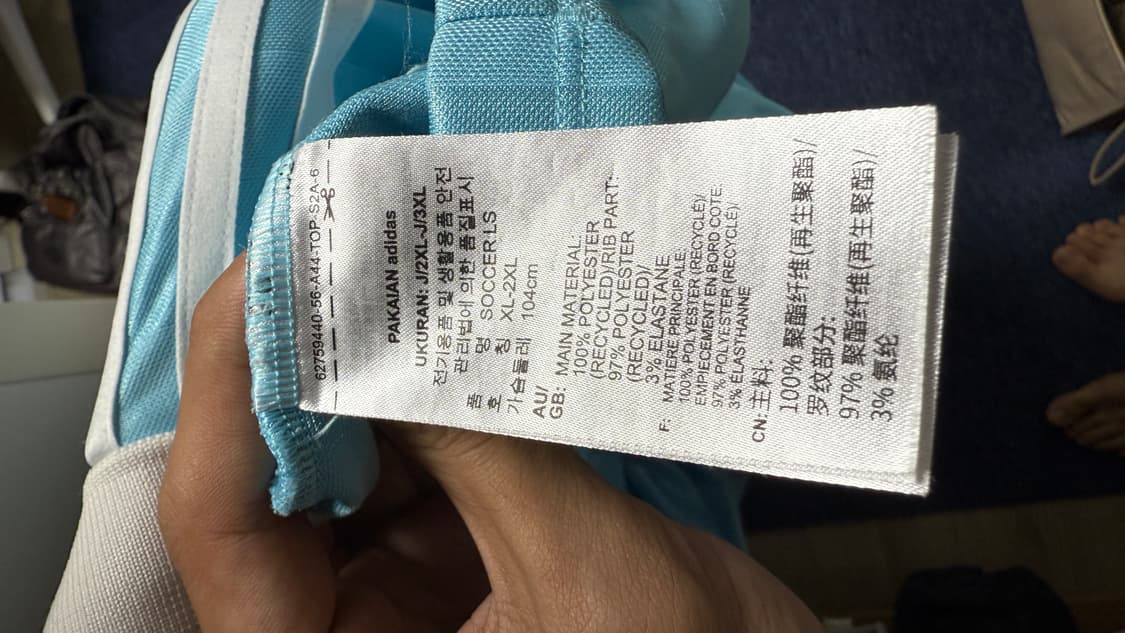 62759440-56-A44-TOP-S2A-6
PAKAIAN adidas
UKURAN: J/2XL-J/3XL
전기용품 및 생활용품 안전
관리법에 의한 품질표시
품 명 SOCCER LS
호 칭 XL-2XL
가슴둘레 104cm
AU/
GB: MAIN MATERIAL:
100% POLYESTER
(RECYCLED)/RIB PART:
97% POLYESTER
(RECYCLED)/
3% ELASTANE
F: MATIERE PRINCIPALE
100% POLYESTER (RECYCLE)/
EMPIECEMENT EN BORD COTE
97% POLYESTER (RECYCLÉ)/
3% ÉLASTHANNE
CN: 主料:
100% 聚酯纤维(再生聚酯)/
罗纹部分:
97% 聚酯纤维(再生聚酯)/
3% 氨纶